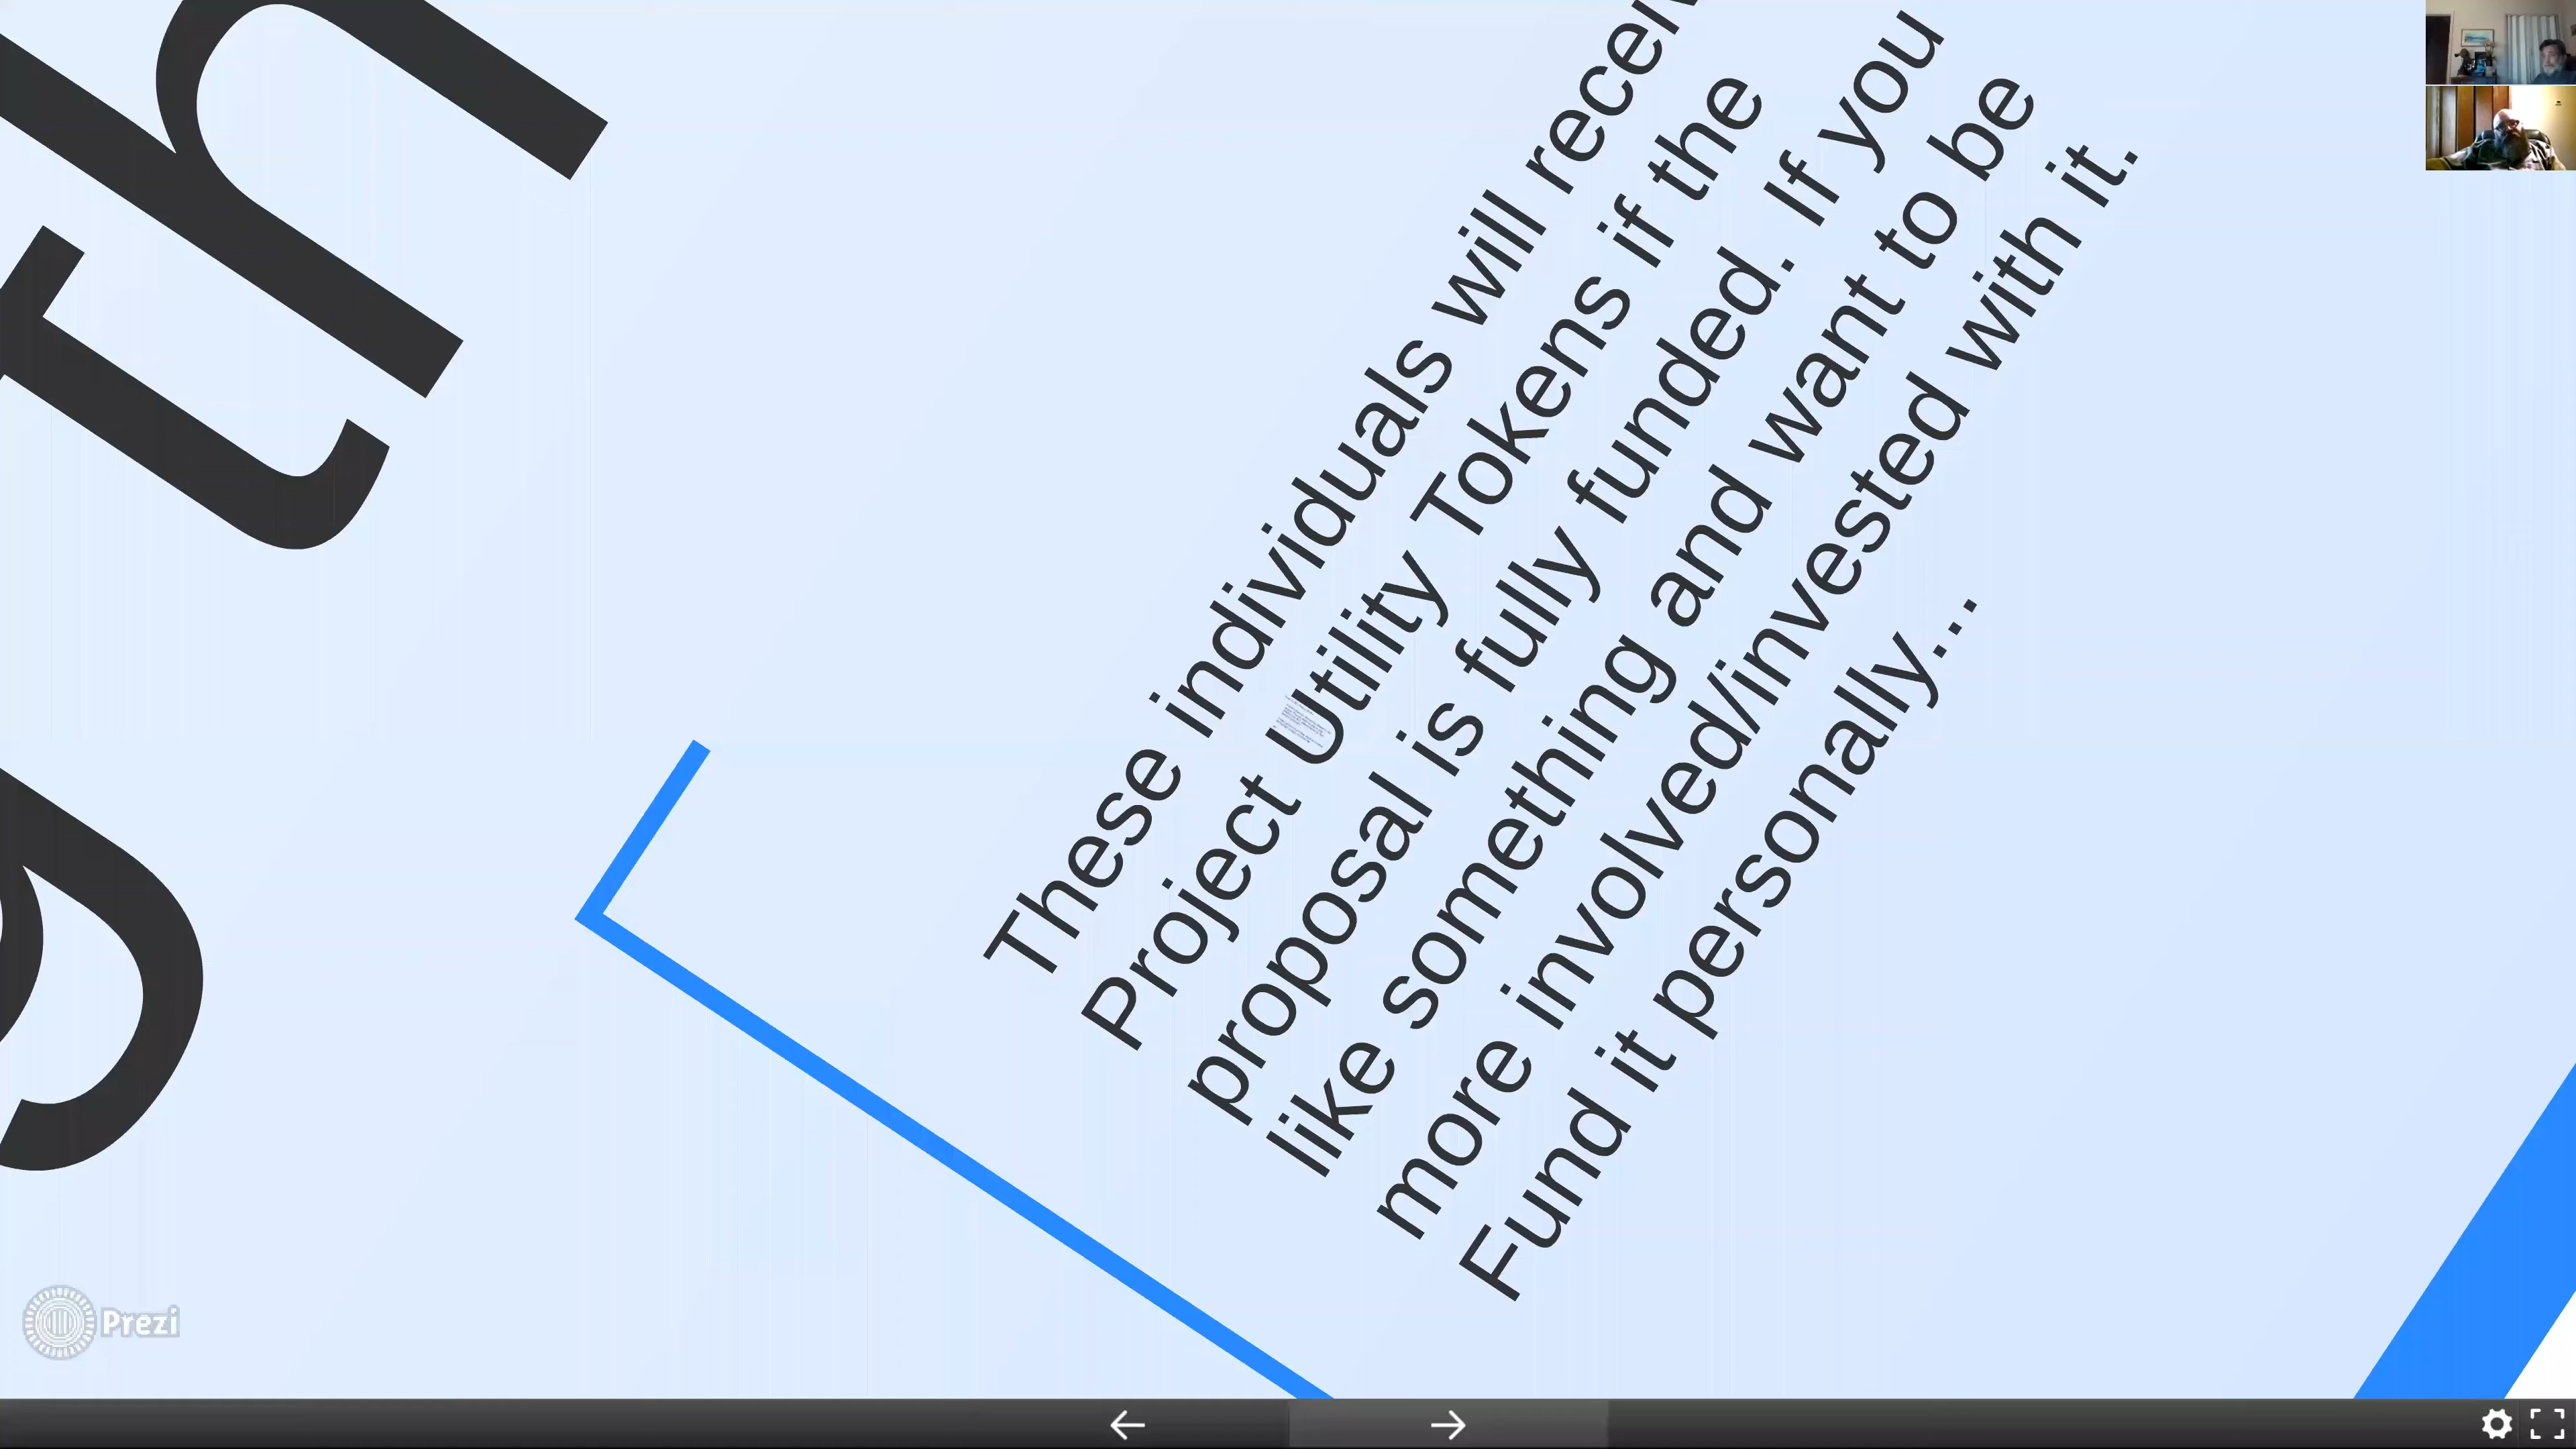 These individuals will
Project Utility Tokens if the
proposal is fully funded. If you
like something and want to be
more involved/invested with it.
Fund it personally...
th
g
Prezi